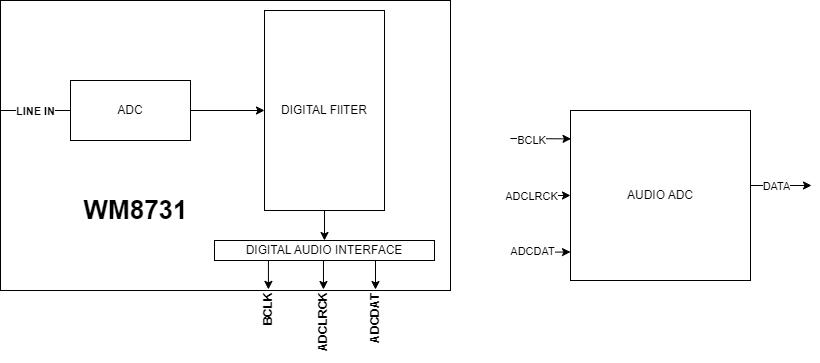 LINE IN
ADC
DIGITAL FIITER
WM8731
DIGITAL AUDIO INTERFACE
BCLK
ADCLRCK
ADCDAT
BCLK
ADCLRCK
ADCDAT
AUDIO ADC
DATA